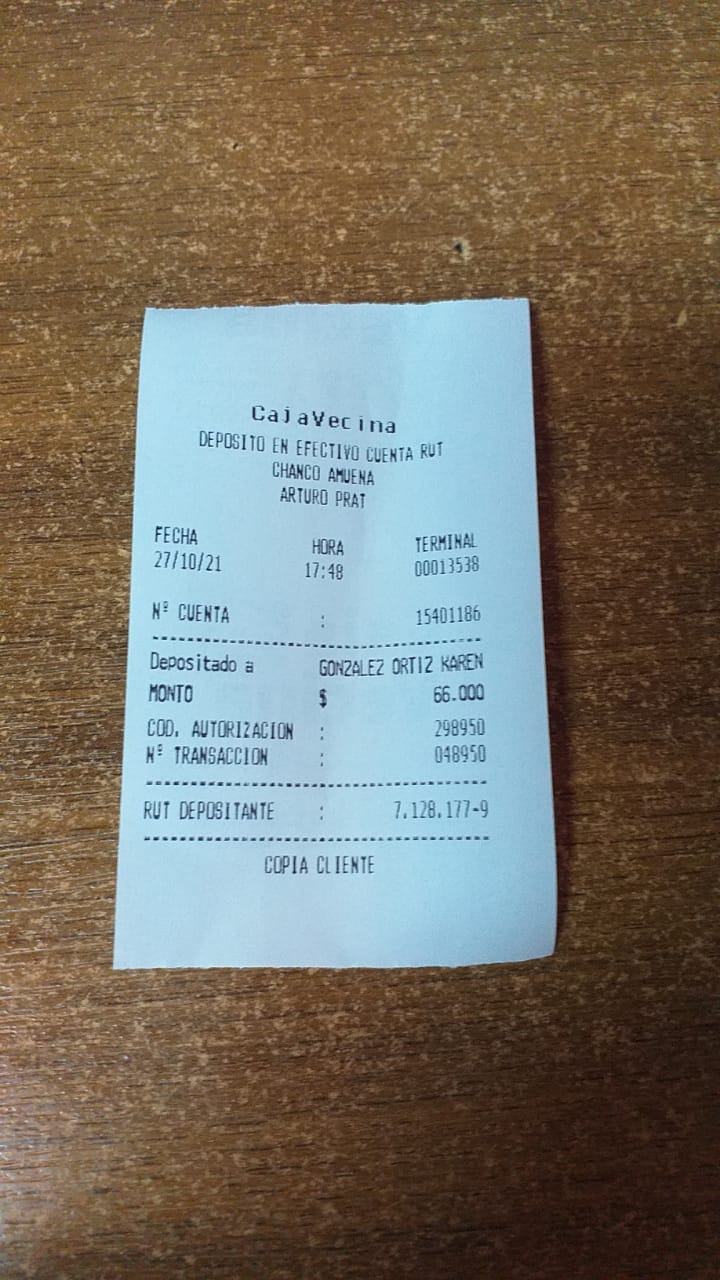 CajaVecina
DEPOSITO EN EFECTIVO CUENTA RUT
CHANCO AMUENA
ARTURO PRAT
FECHA HORA TERMINAL
27/10/21 17:48 00013538
Nº CUENTA : 15401186
Depositado a GONZALEZ ORTIZ KAREN
MONTO $ 66.000
COD. AUTORIZACION : 298950
Nº TRANSACCION : 048950
RUT DEPOSITANTE : 7.128.177-9
COPIA CLIENTE